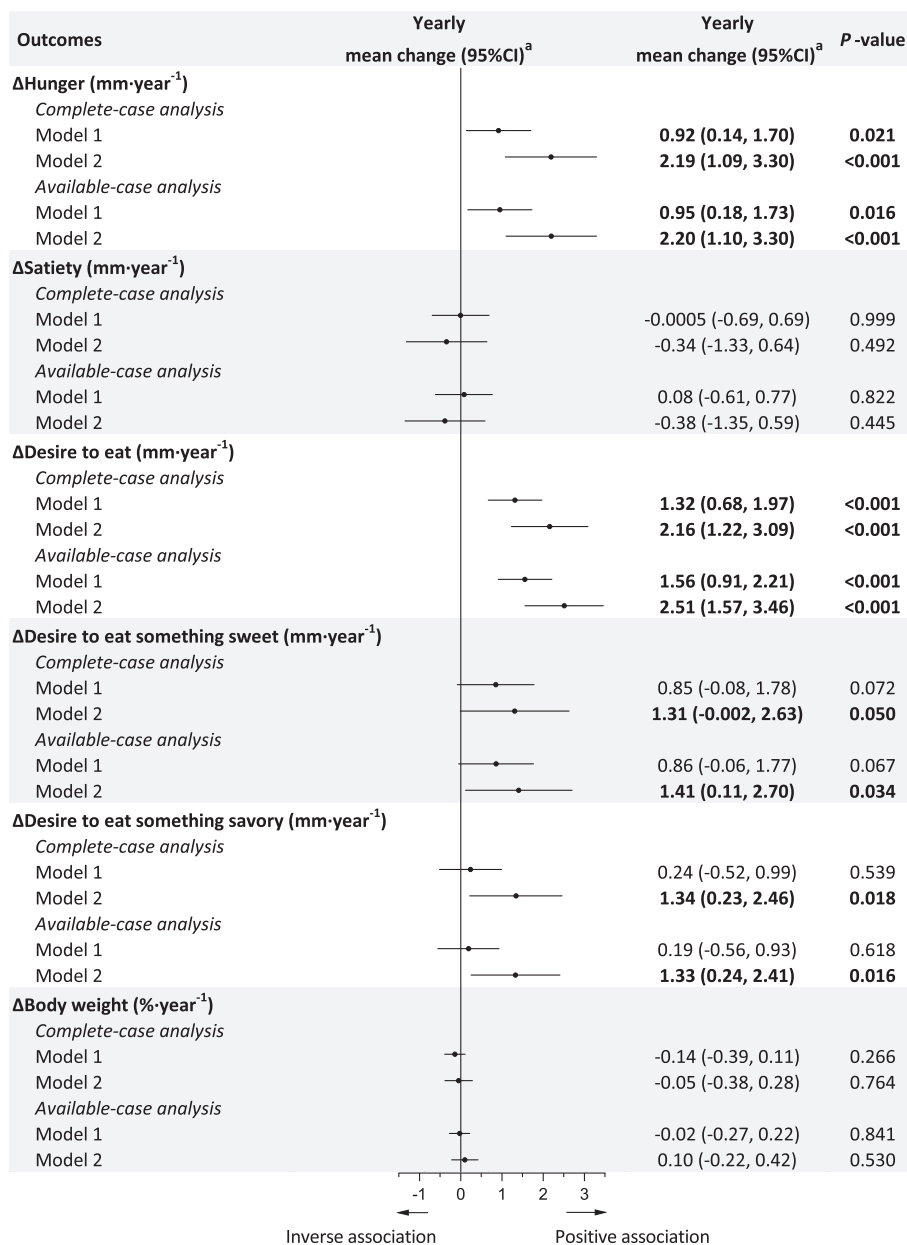 Outcomes Yearly mean change (95%CI)a Yearly mean change (95%CI)a P -value
ΔHunger (mm·year-1)
Complete-case analysis
Model 1 0.92 (0.14, 1.70) 0.021
Model 2 2.19 (1.09, 3.30) <0.001
Available-case analysis
Model 1 0.95 (0.18, 1.73) 0.016
Model 2 2.20 (1.10, 3.30) <0.001
ΔSatiety (mm·year-1)
Complete-case analysis
Model 1 -0.0005 (-0.69, 0.69) 0.999
Model 2 -0.34 (-1.33, 0.64) 0.492
Available-case analysis
Model 1 0.08 (-0.61, 0.77) 0.822
Model 2 -0.38 (-1.35, 0.59) 0.445
ΔDesire to eat (mm·year-1)
Complete-case analysis
Model 1 1.32 (0.68, 1.97) <0.001
Model 2 2.16 (1.22, 3.09) <0.001
Available-case analysis
Model 1 1.56 (0.91, 2.21) <0.001
Model 2 2.51 (1.57, 3.46) <0.001
ΔDesire to eat something sweet (mm·year-1)
Complete-case analysis
Model 1 0.85 (-0.08, 1.78) 0.072
Model 2 1.31 (-0.002, 2.63) 0.050
Available-case analysis
Model 1 0.86 (-0.06, 1.77) 0.067
Model 2 1.41 (0.11, 2.70) 0.034
ΔDesire to eat something savory (mm·year-1)
Complete-case analysis
Model 1 0.24 (-0.52, 0.99) 0.539
Model 2 1.34 (0.23, 2.46) 0.018
Available-case analysis
Model 1 0.19 (-0.56, 0.93) 0.618
Model 2 1.33 (0.24, 2.41) 0.016
ΔBody weight (%·year-1)
Complete-case analysis
Model 1 -0.14 (-0.39, 0.11) 0.266
Model 2 -0.05 (-0.38, 0.28) 0.764
Available-case analysis
Model 1 -0.02 (-0.27, 0.22) 0.841
Model 2 0.10 (-0.22, 0.42) 0.530
-1 0 1 2 3
Inverse association Positive association